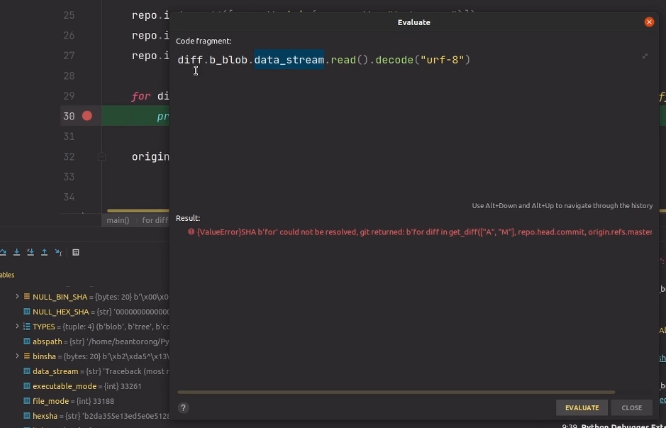 Evaluate
Code fragment:
diff.b_blob.data_stream.read().decode("urf-8")
Use Alt+Down and Alt+Up to navigate through the history
Result:
{ValueError}SHA b'for' could not be resolved, git returned: b'for diff in get_diff(["A", "M"], repo.head.commit, origin.refs.master
EVALUATE
CLOSE
25 repo.i
26 repo.i
27 repo.i
28
29 for di
30 pr
31
32 origin
33
34
main()
for diff
ables
NULL_BIN_SHA = {bytes: 20} b'\x00\x0
NULL_HEX_SHA = {str} '000000000000
TYPES = {tuple: 4} (b'blob', b'tree', b'co
abspath = {str} '/home/beantorong/Py
binsha = {bytes: 20} b'\xb2\xda5^\x13\
data_stream = {str} 'Traceback (most r
executable_mode = {int} 33261
file_mode = {int} 33188
hexsha = {str} 'b2da355e13ed5e0e5128
9:39 Python Debugger Exte